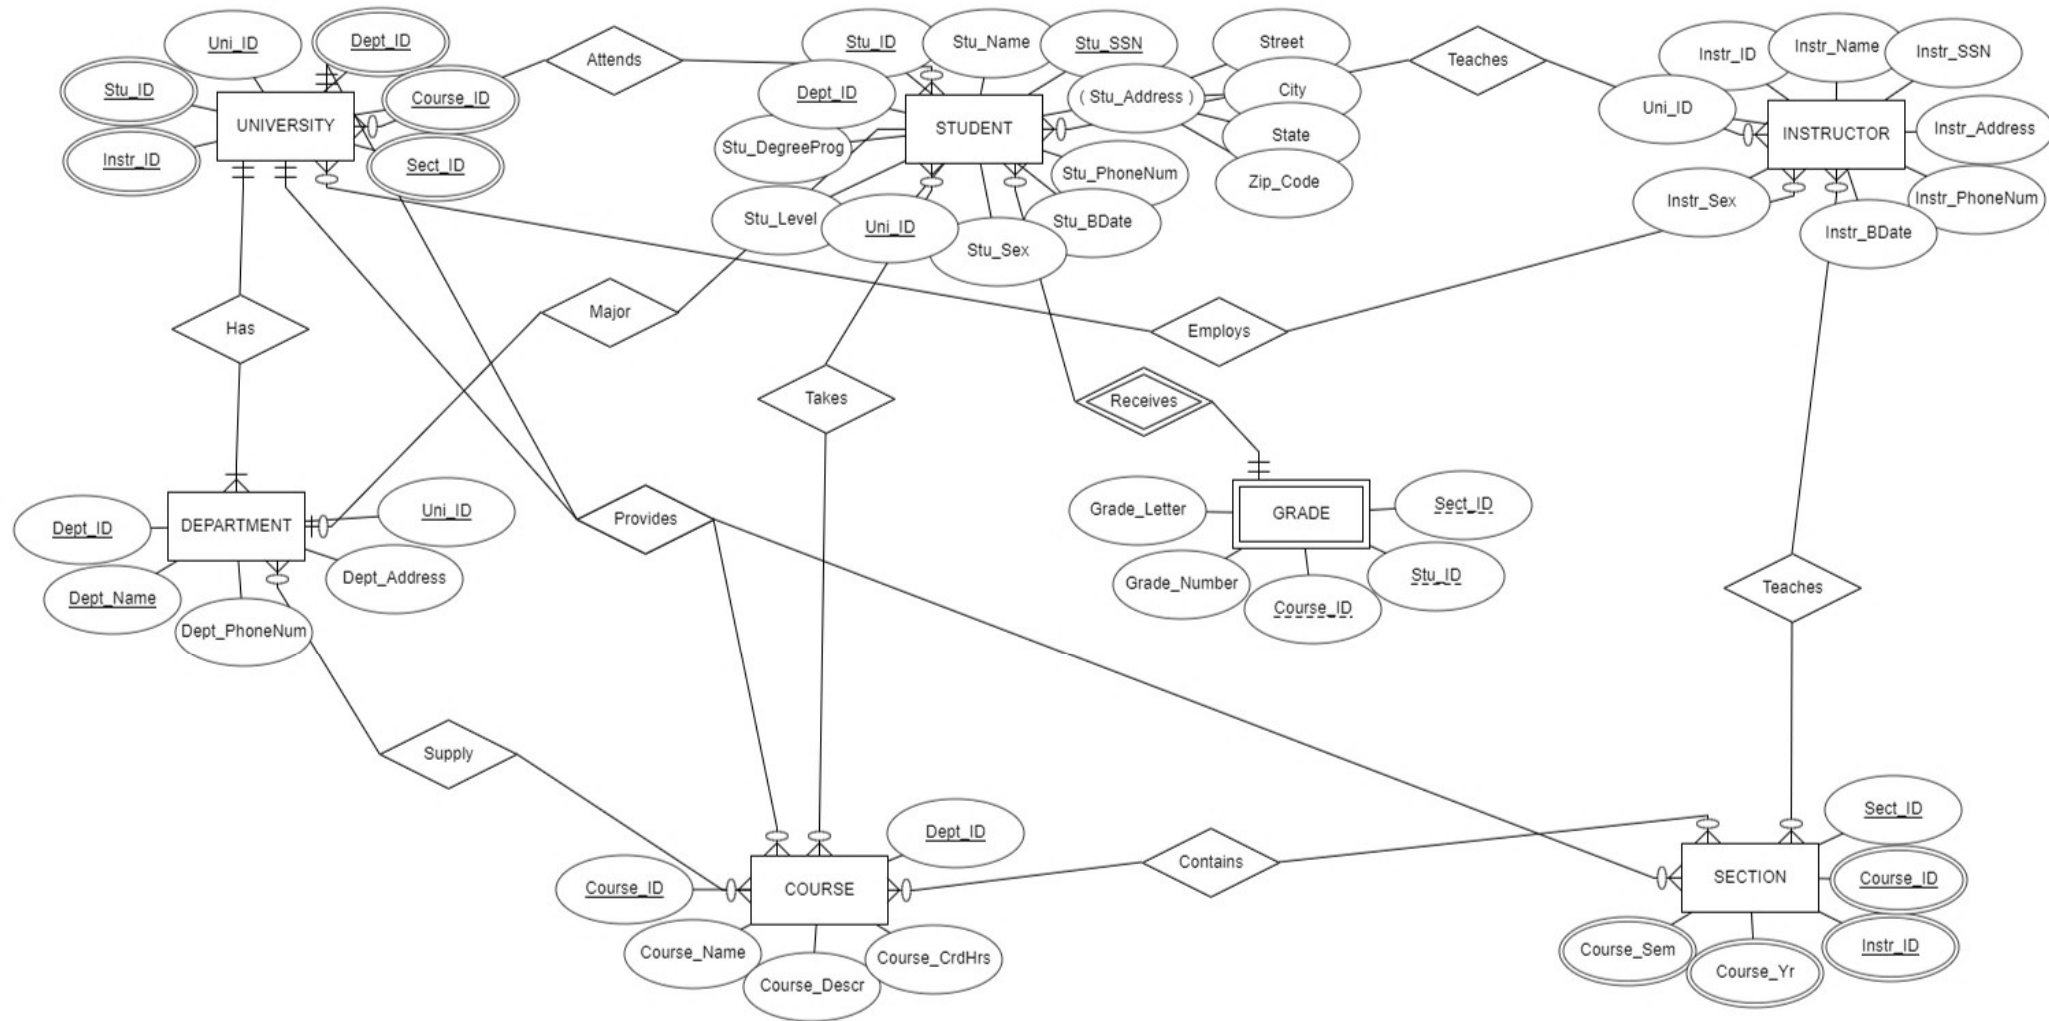 Uni_ID
Dept_ID
Stu_ID
Course_ID
UNIVERSITY
Instr_ID
Sect_ID
Attends
Stu_ID
Stu_Name
Stu_SSN
Street
Dept_ID
( Stu_Address )
City
STUDENT
Stu_DegreeProg
State
Stu_PhoneNum
Zip_Code
Stu_Level
Uni_ID
Stu_BDate
Stu_Sex
Teaches
Instr_ID
Instr_Name
Instr_SSN
Uni_ID
INSTRUCTOR
Instr_Address
Instr_Sex
Instr_PhoneNum
Instr_BDate
Has
Major
Employs
Takes
Receives
DEPARTMENT
Uni_ID
Dept_ID
Dept_Address
Dept_Name
Dept_PhoneNum
Provides
Grade_Letter
GRADE
Sect_ID
Grade_Number
Stu_ID
Course_ID
Teaches
Supply
Dept_ID
Course_ID
COURSE
Course_Name
Course_CrdHrs
Course_Descr
Contains
Sect_ID
SECTION
Course_ID
Course_Sem
Instr_ID
Course_Yr